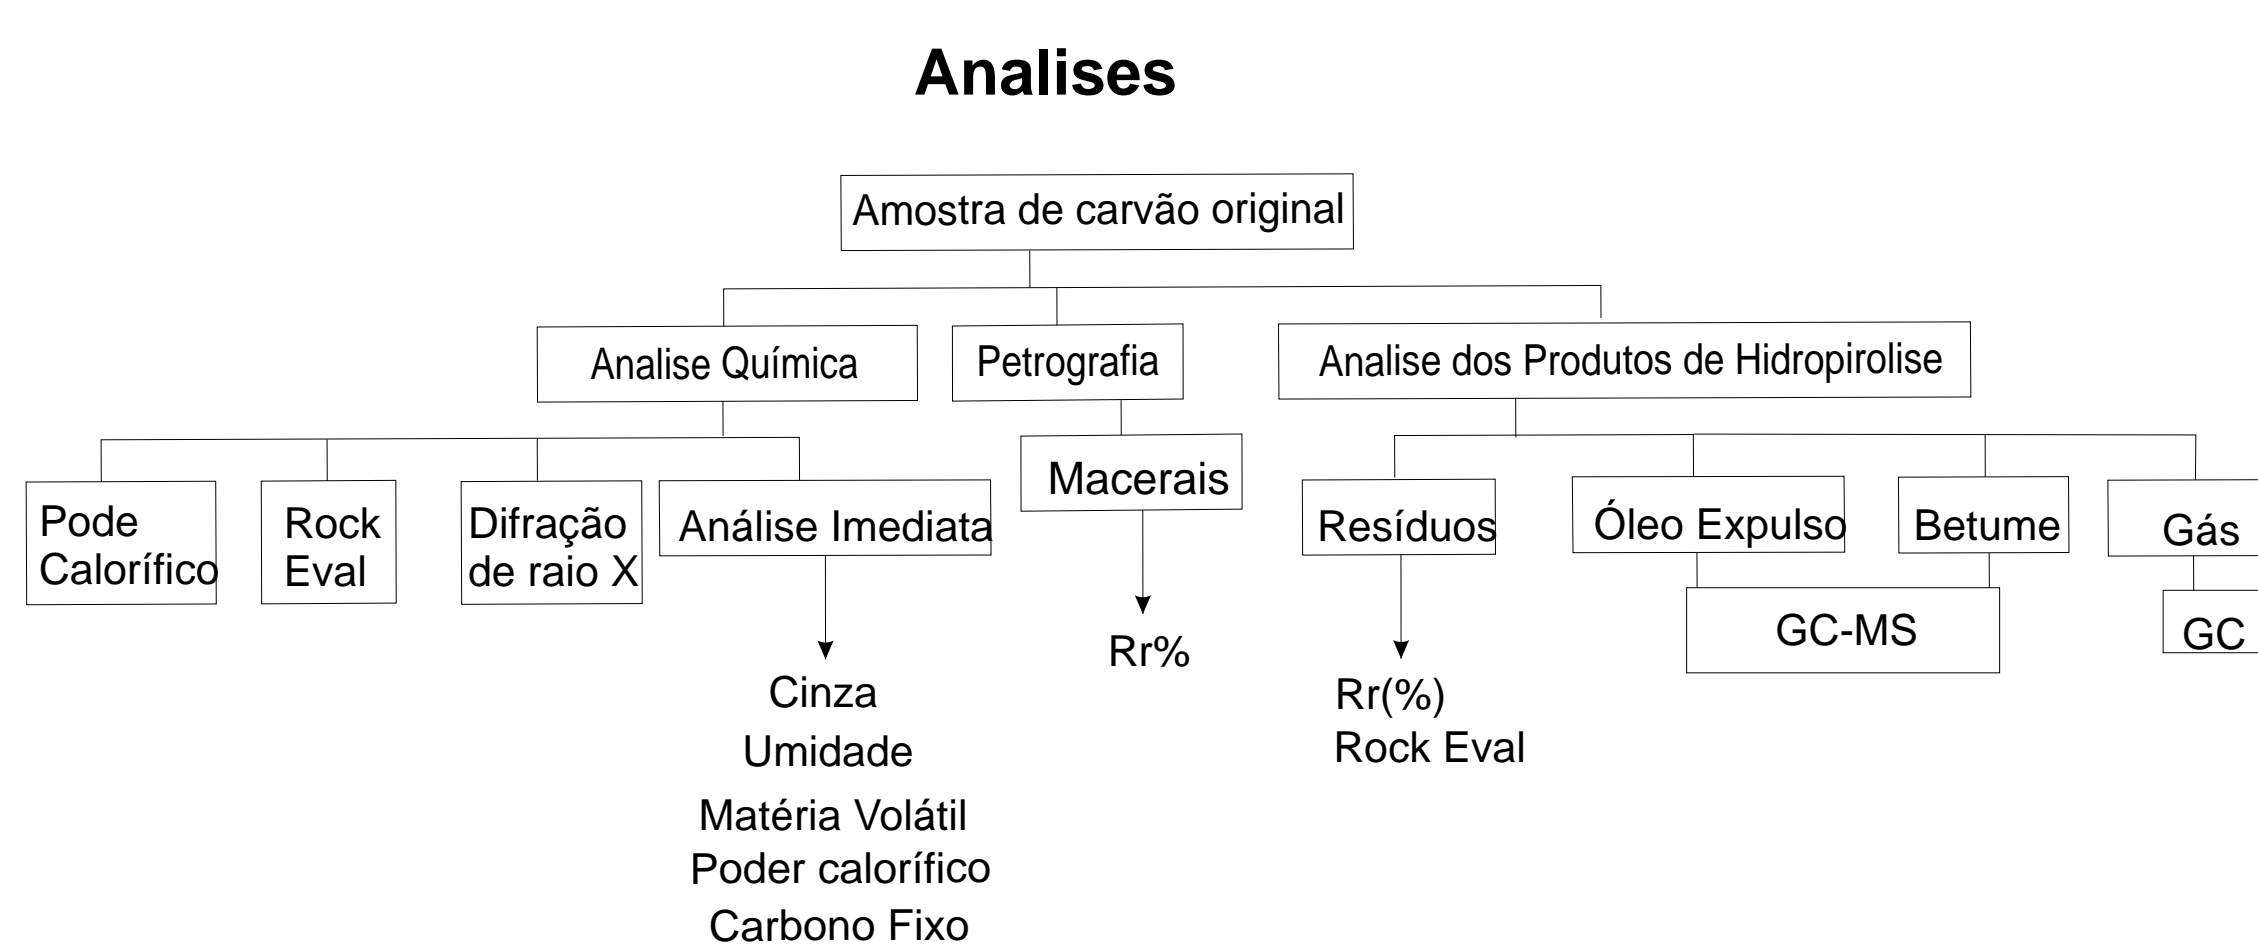 Analises
Amostra de carvão original
Analise Química
Petrografia
Analise dos Produtos de Hidropirolise
Pode
Calorífico
Rock
Eval
Difração
de raio X
Análise Imediata
Macerais
Resíduos
Óleo Expulso
Betume
Gás
GC-MS
GC
Rr%
Cinza
Umidade
Matéria Volátil
Poder calorífico
Carbono Fixo
Rr(%)
Rock Eval